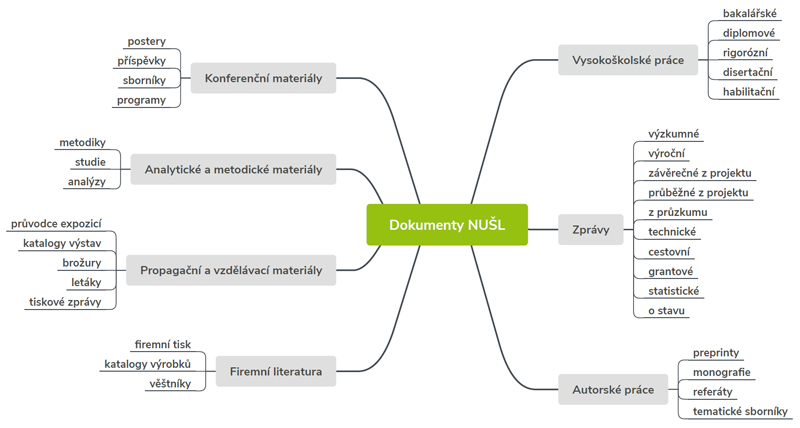 Dokumenty NUŠL
Konferenční materiály
postery
příspěvky
sborníky
programy
Analytické a metodické materiály
metodiky
studie
analýzy
Propagační a vzdělávací materiály
průvodce expozicí
katalogy výstav
brožury
letáky
tiskové zprávy
Firemní literatura
firemní tisk
katalogy výrobků
věštníky
Vysokoškolské práce
bakalářské
diplomové
rigorózní
disertační
habilitační
Zprávy
výzkumné
výroční
závěrečné z projektu
průběžné z projektu
z průzkumu
technické
cestovní
grantové
statistické
o stavu
Autorské práce
preprinty
monografie
referáty
tematické sborníky